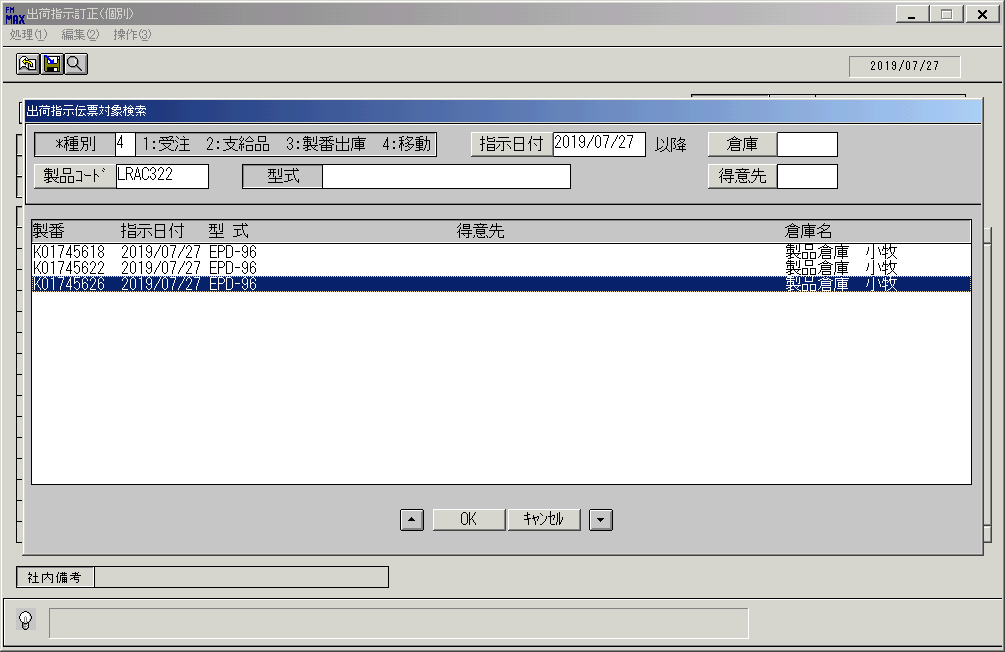 FM MAX 出荷指示訂正(個別)
処理(1) 編集(2) 操作(3)
2019/07/27
出荷指示伝票対象検索
*種別 4 1:受注 2:支給品 3:製番出庫 4:移動 指示日付 2019/07/27 以降 倉庫
製品ｺｰﾄﾞ LRAC322 型式 得意先
製番 指示日付 型 式 得意先 倉庫名
K01745618 2019/07/27 EPD-96 製品倉庫 小牧
K01745622 2019/07/27 EPD-96 製品倉庫 小牧
K01745626 2019/07/27 EPD-96 製品倉庫 小牧
OK ｷｬﾝｾﾙ
社内備考